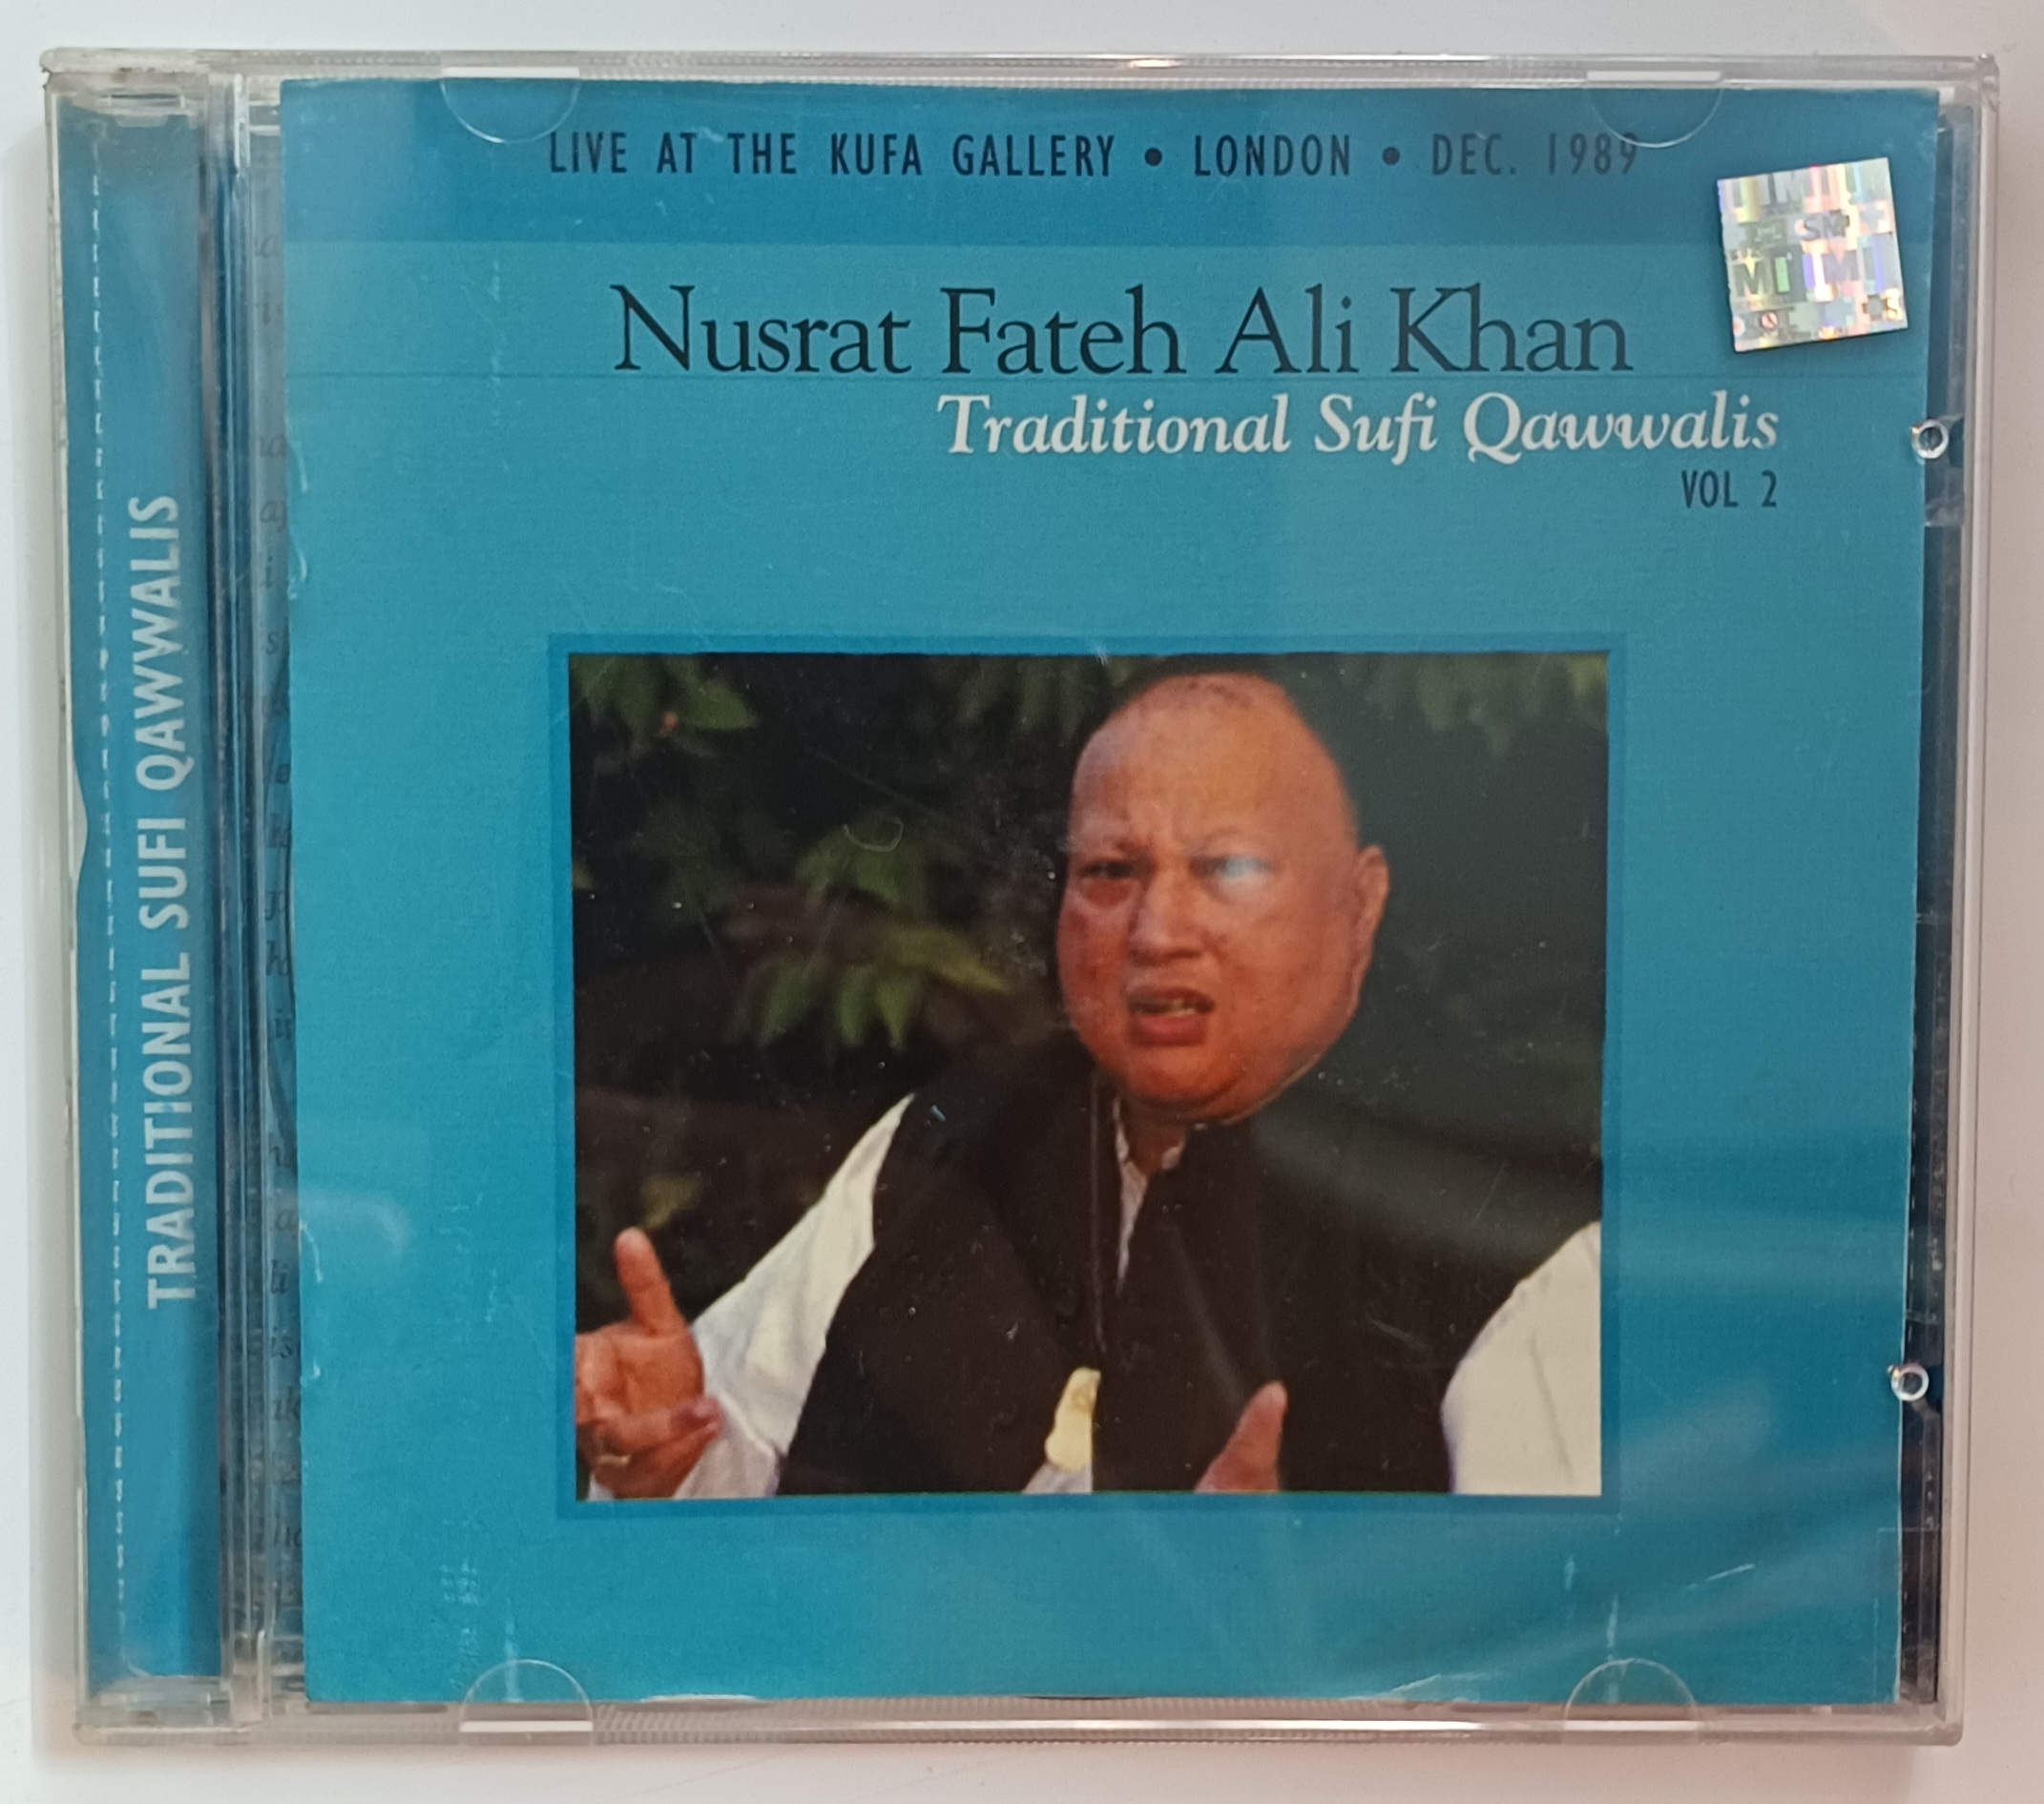 LIVE AT THE KUFA GALLERY • LONDON • DEC. 1989
Nusrat Fateh Ali Khan
Traditional Sufi Qawwalis
VOL 2
TRADITIONAL SUFI QAWWALIS